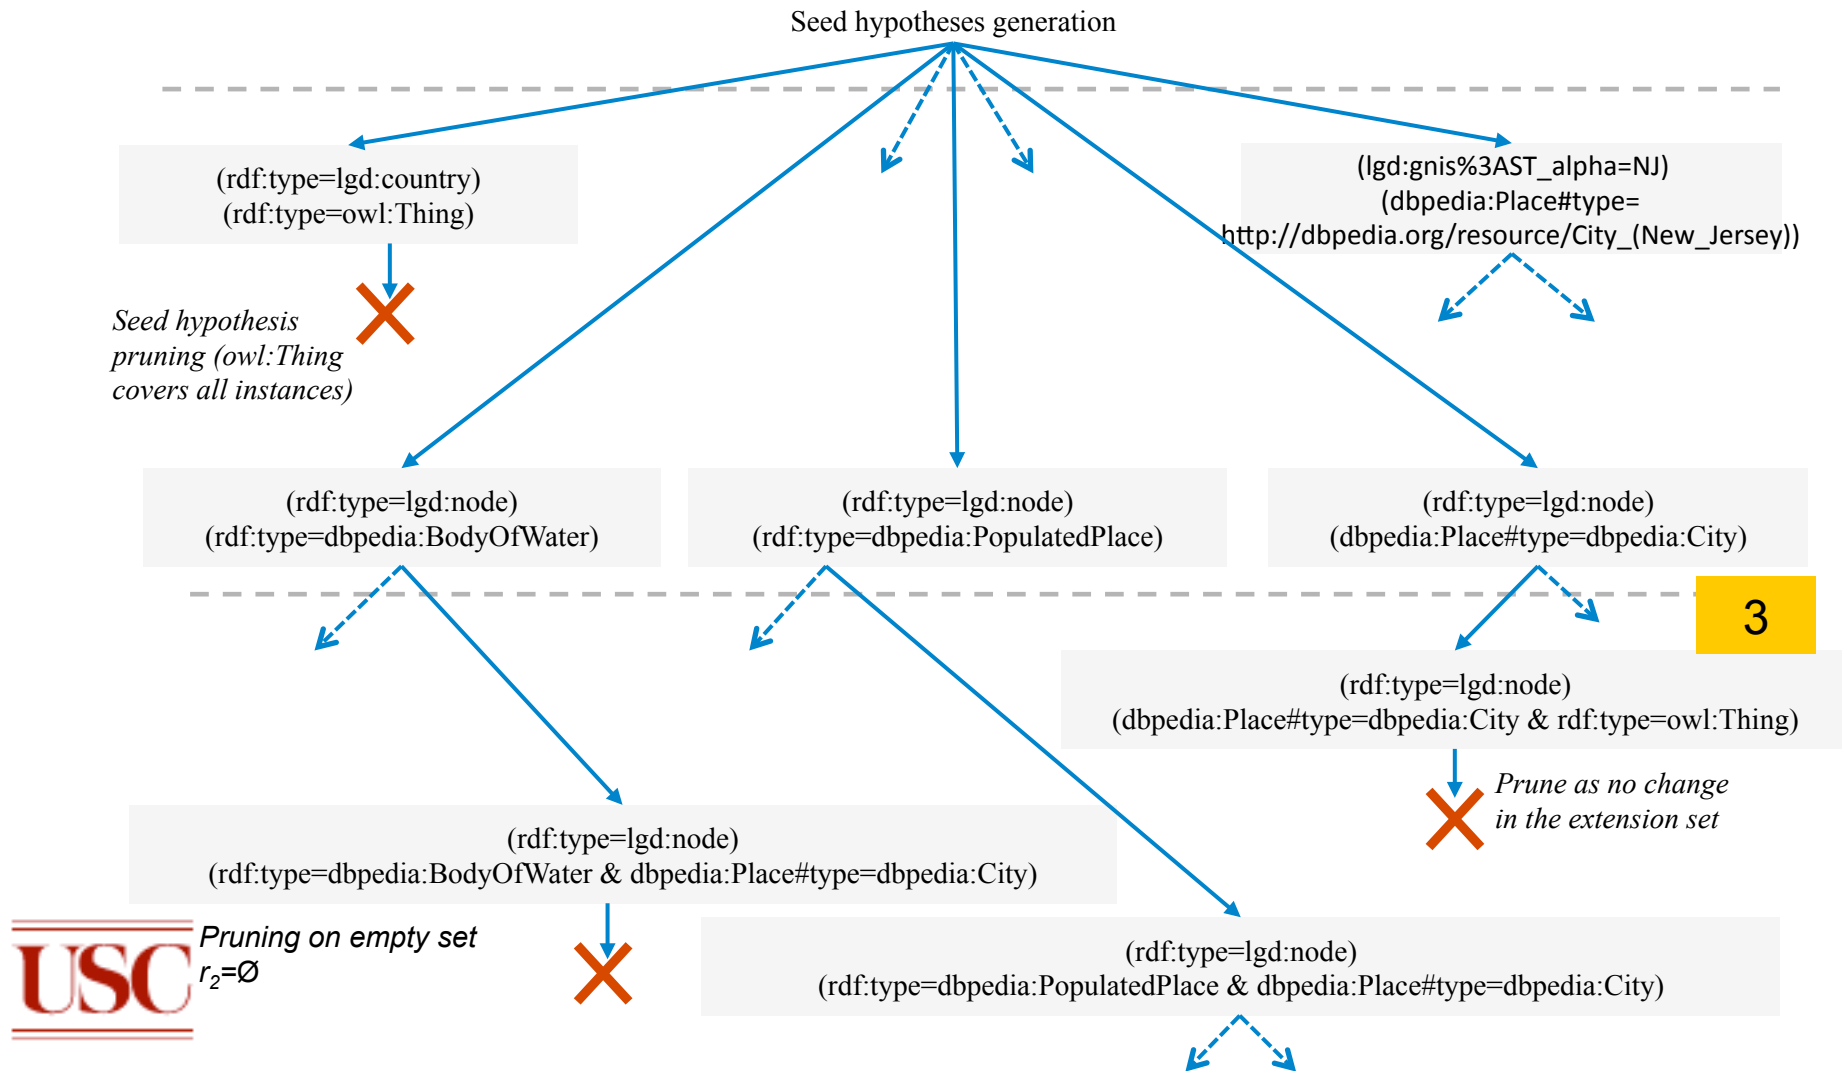 Seed hypotheses generation
(rdf:type=lgd:country)
(rdf:type=owl:Thing)
(lgd:gnis%3AST_alpha=NJ)
(dbpedia:Place#type=
http://dbpedia.org/resource/City_(New_Jersey))
Seed hypothesis
pruning (owl:Thing
covers all instances)
(rdf:type=lgd:node)
(rdf:type=dbpedia:BodyOfWater)
(rdf:type=lgd:node)
(rdf:type=dbpedia:PopulatedPlace)
(rdf:type=lgd:node)
(dbpedia:Place#type=dbpedia:City)
3
(rdf:type=lgd:node)
(dbpedia:Place#type=dbpedia:City & rdf:type=owl:Thing)
Prune as no change
in the extension set
(rdf:type=lgd:node)
(rdf:type=dbpedia:BodyOfWater & dbpedia:Place#type=dbpedia:City)
USC
Pruning on empty set
r2=Ø
(rdf:type=lgd:node)
(rdf:type=dbpedia:PopulatedPlace & dbpedia:Place#type=dbpedia:City)